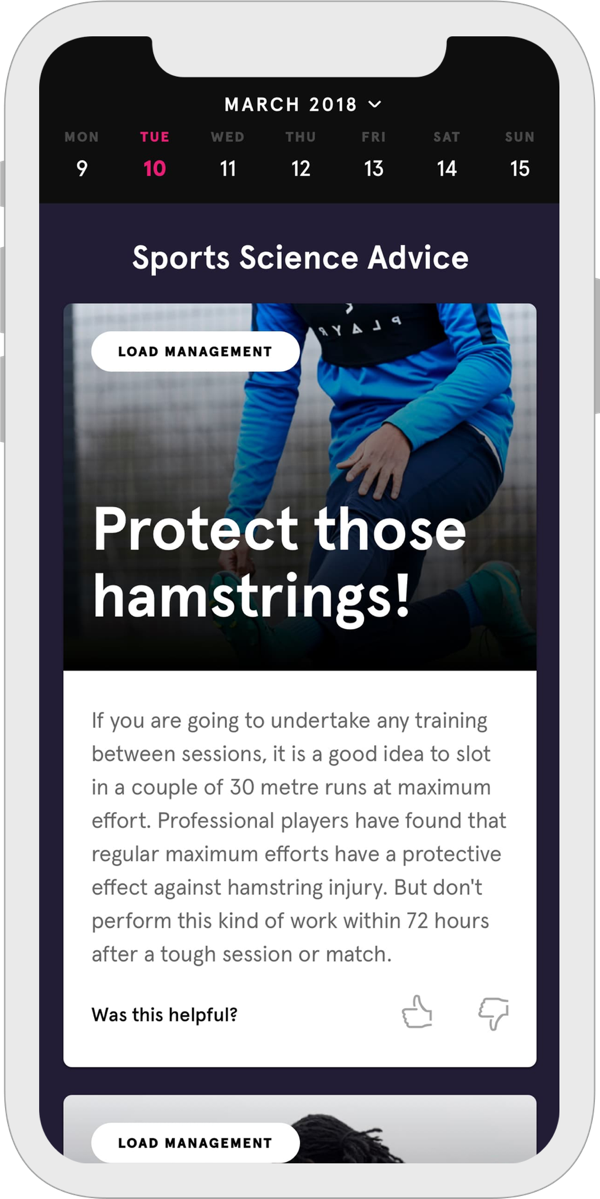 MARCH 2018
MON TUE WED THU FRI SAT SUN
9 10 11 12 13 14 15
Sports Science Advice
LOAD MANAGEMENT
PLAYR
Protect those
hamstrings!
If you are going to undertake any training
between sessions, it is a good idea to slot
in a couple of 30 metre runs at maximum
effort. Professional players have found that
regular maximum efforts have a protective
effect against hamstring injury. But don't
perform this kind of work within 72 hours
after a tough session or match.
Was this helpful?
LOAD MANAGEMENT